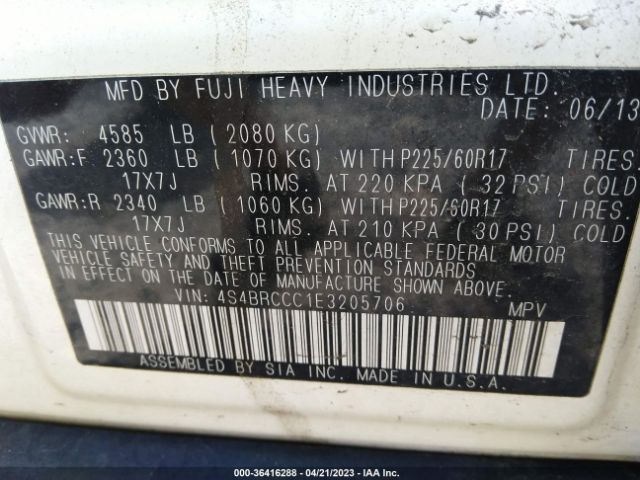 MFD BY FUJI HEAVY INDUSTRIES LTD.
DATE: 06/13
GVWR: 4585 LB ( 2080 KG)
GAWR:F 2360 LB ( 1070 KG) WITH P225/60R17 TIRES.
17X7J RIMS. AT 220 KPA ( 32 PSI) COLD
GAWR:R 2340 LB ( 1060 KG) WITH P225/60R17 TIRES.
17X7J RIMS. AT 210 KPA ( 30 PSI) COLD
THIS VEHICLE CONFORMS TO ALL APPLICABLE FEDERAL MOTOR
VEHICLE SAFETY AND THEFT PREVENTION STANDARDS
IN EFFECT ON THE DATE OF MANUFACTURE SHOWN ABOVE.
VIN: 4S4BRCCC1E3205706 MPV
ASSEMBLED BY SIA INC. MADE IN U.S.A.
000-36416288 - 04/21/2023 - IAA Inc.